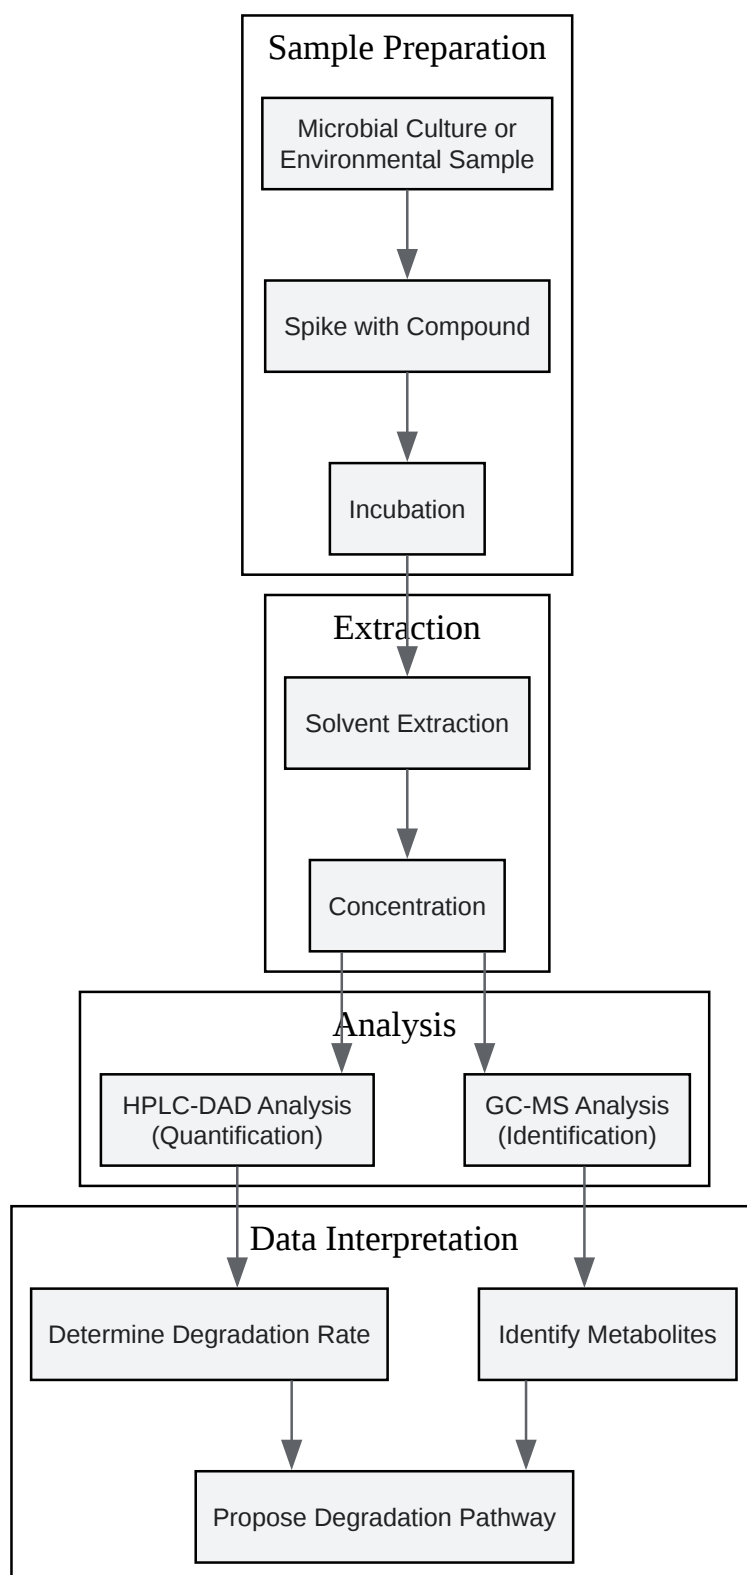 Sample Preparation
Microbial Culture or
Environmental Sample
Spike with Compound
Incubation
Extraction
Solvent Extraction
Concentration
Analysis
HPLC-DAD Analysis
(Quantification)
GC-MS Analysis
(Identification)
Data Interpretation
Determine Degradation Rate
Identify Metabolites
Propose Degradation Pathway